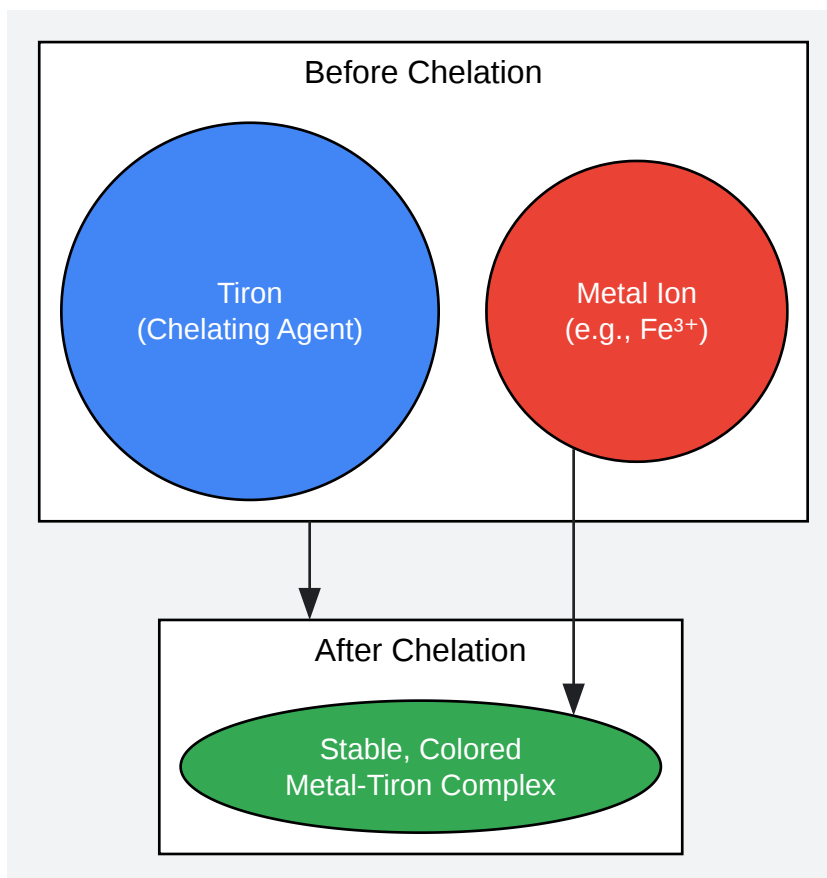 Before Chelation
Tiron
(Chelating Agent)
Metal Ion
(e.g., Fe³⁺)
After Chelation
Stable, Colored
Metal-Tiron Complex